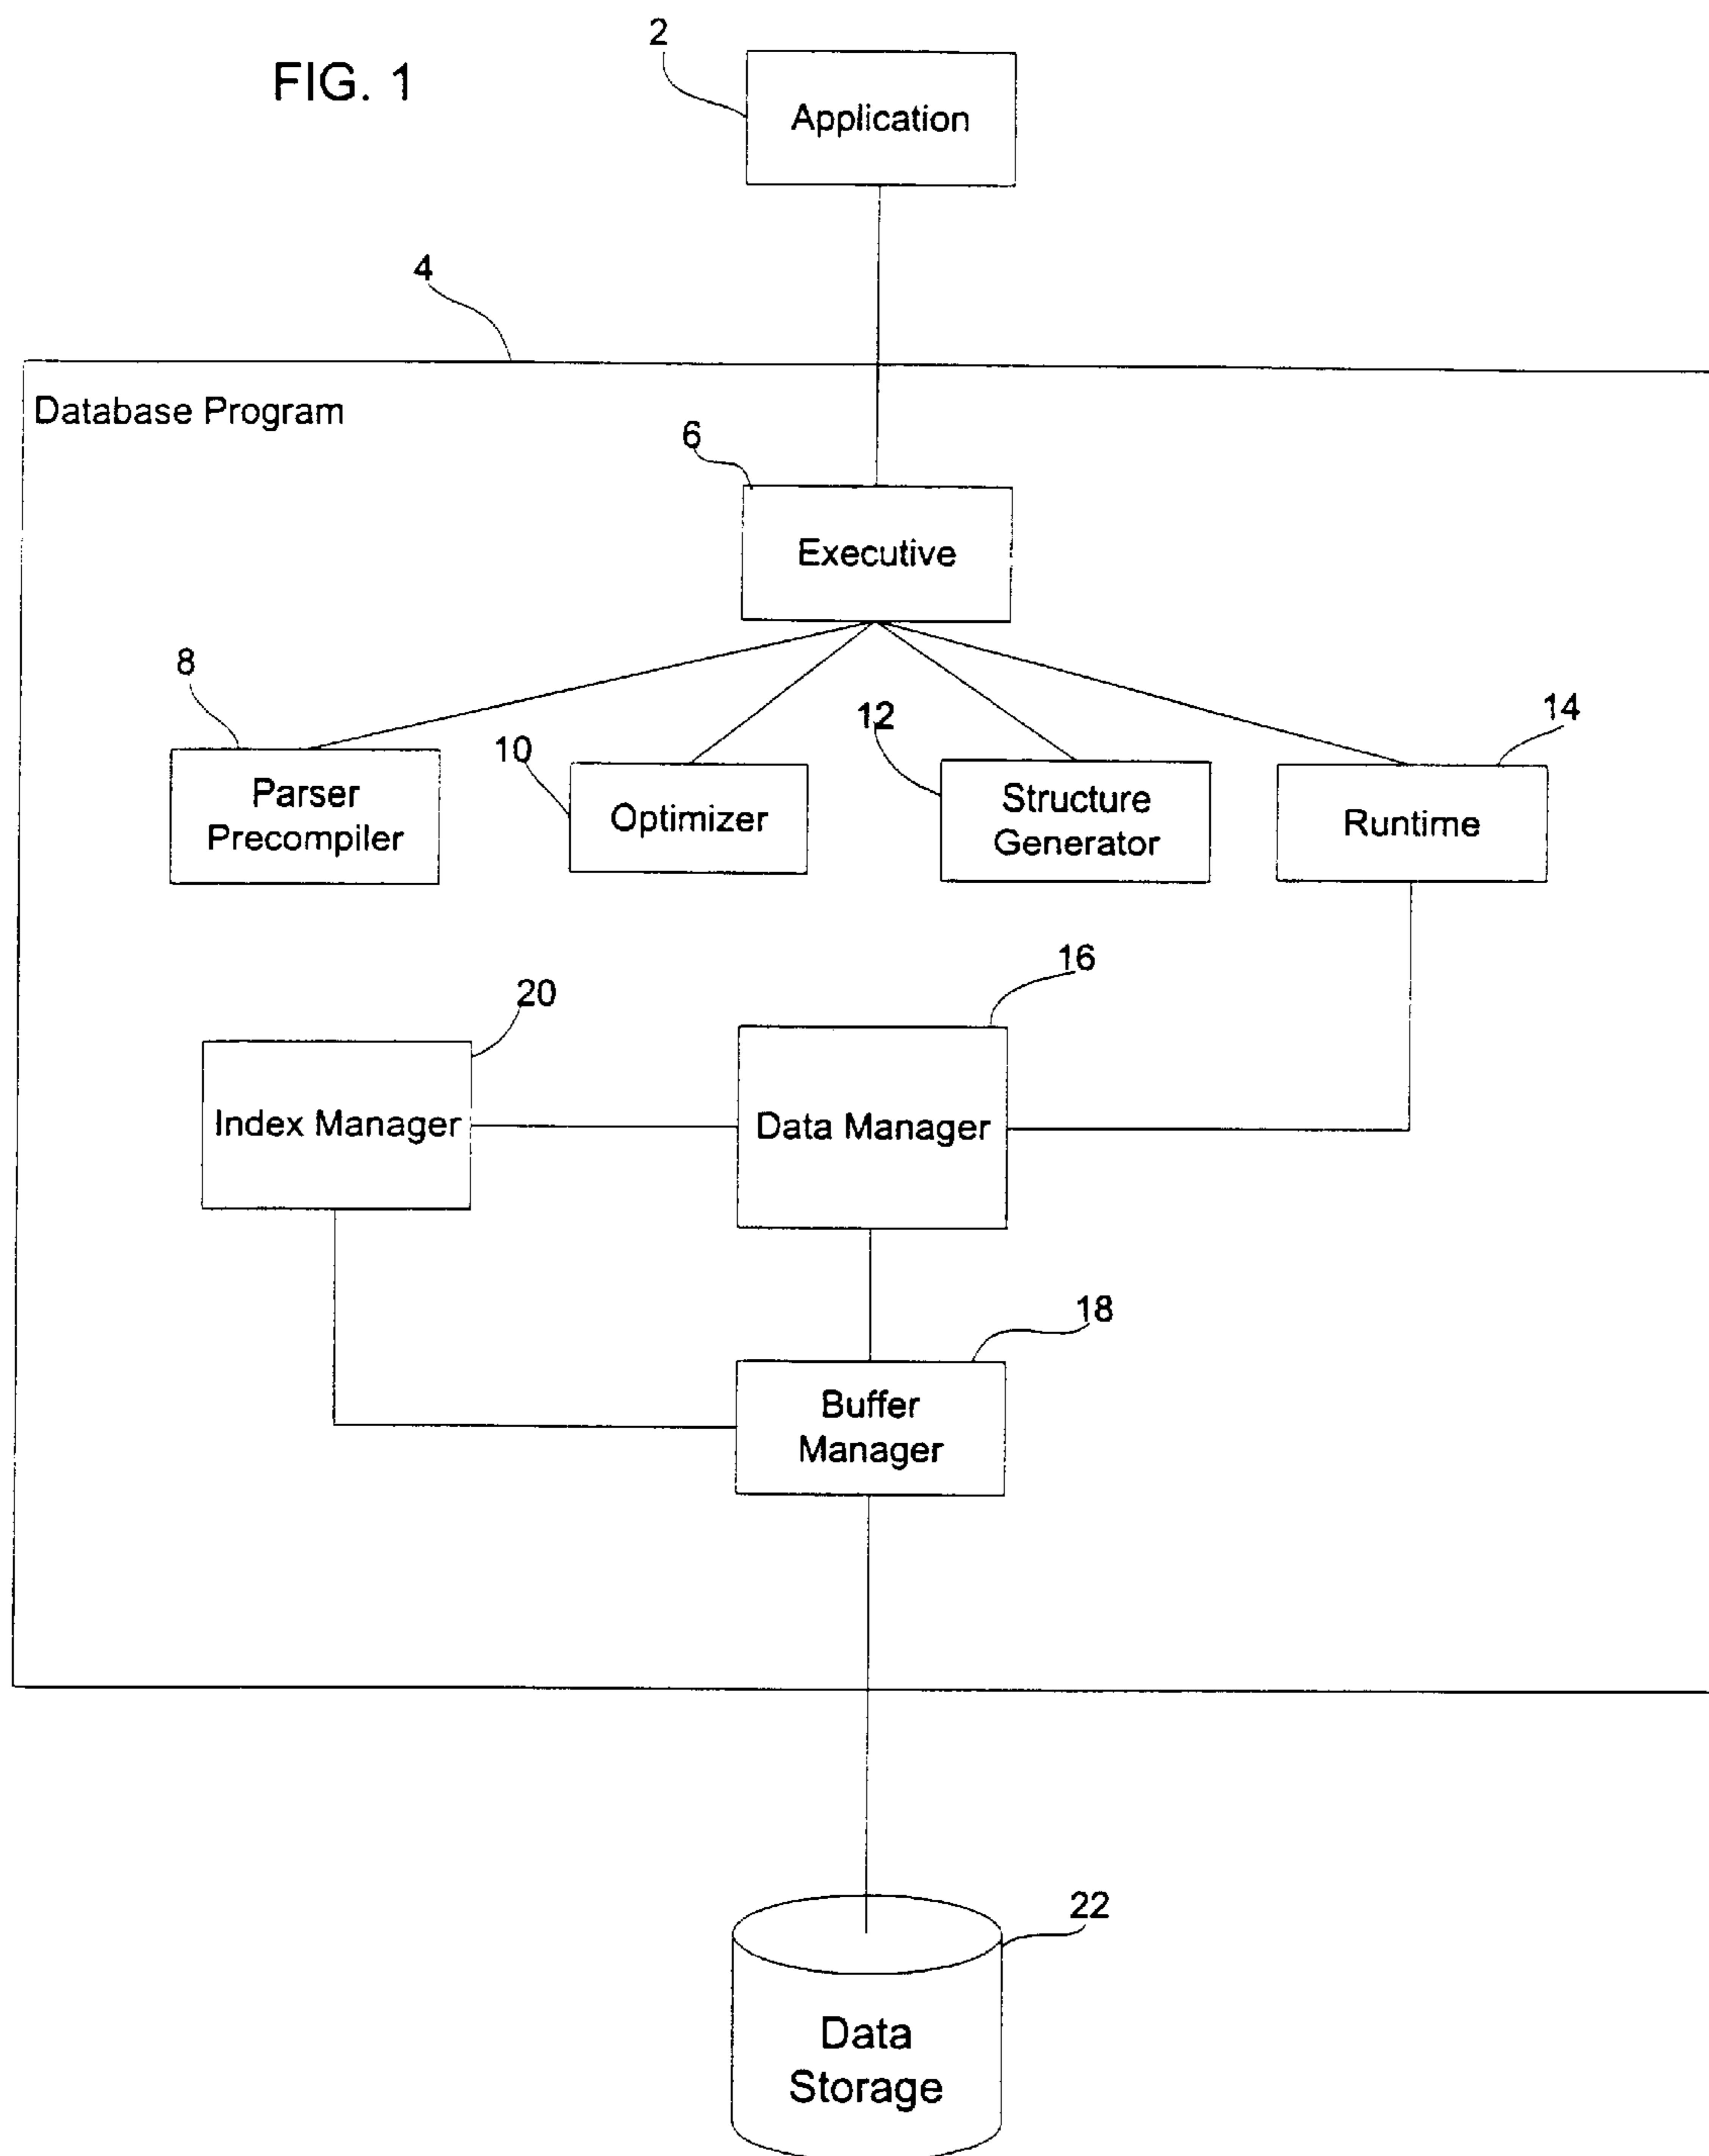 FIG. 1
2
Application
4
Database Program
6
Executive
8
10
12
14
Parser
Precompiler
Optimizer
Structure
Generator
Runtime
20
16
Index Manager
Data Manager
18
Buffer
Manager
22
Data
Storage